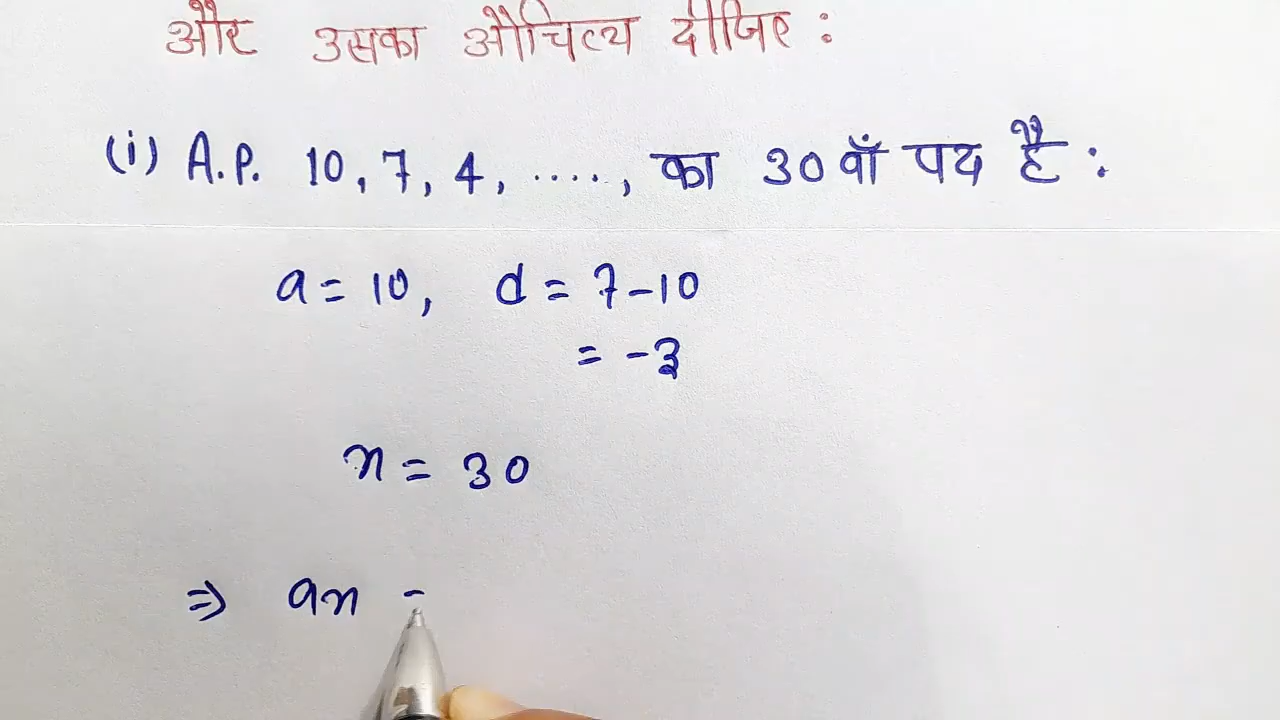 और उसका औचित्य दीजिए :
(i) A.P. 10, 7, 4, ....., का 30 वाँ पद है :
a = 10, d = 7 - 10
= -3
n = 30
⇒ an =